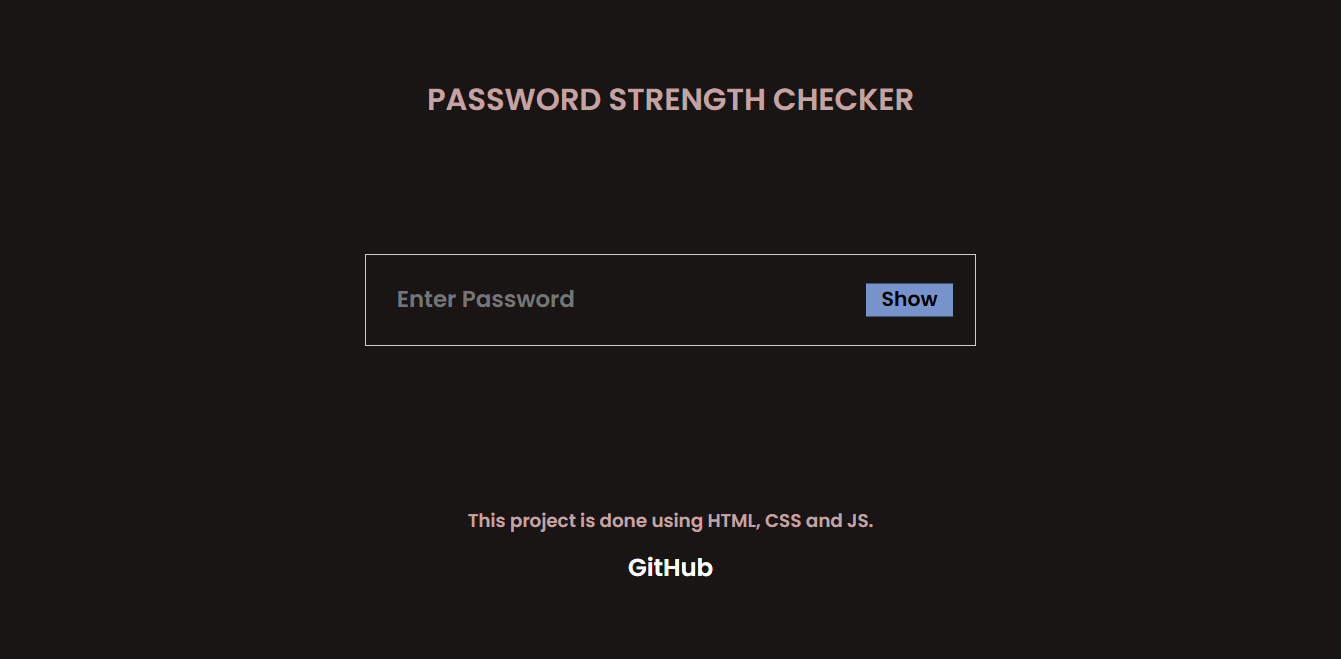 PASSWORD STRENGTH CHECKER
Enter Password
Show
This project is done using HTML, CSS and JS.
GitHub